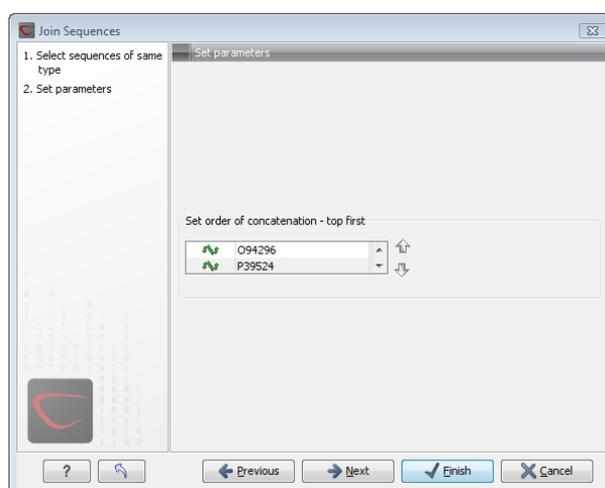 Join Sequences
1. Select sequences of same
type
2. Set parameters
Set parameters
Set order of concatenation - top first
O94296
P39524
?
Previous
Next
Finish
Cancel